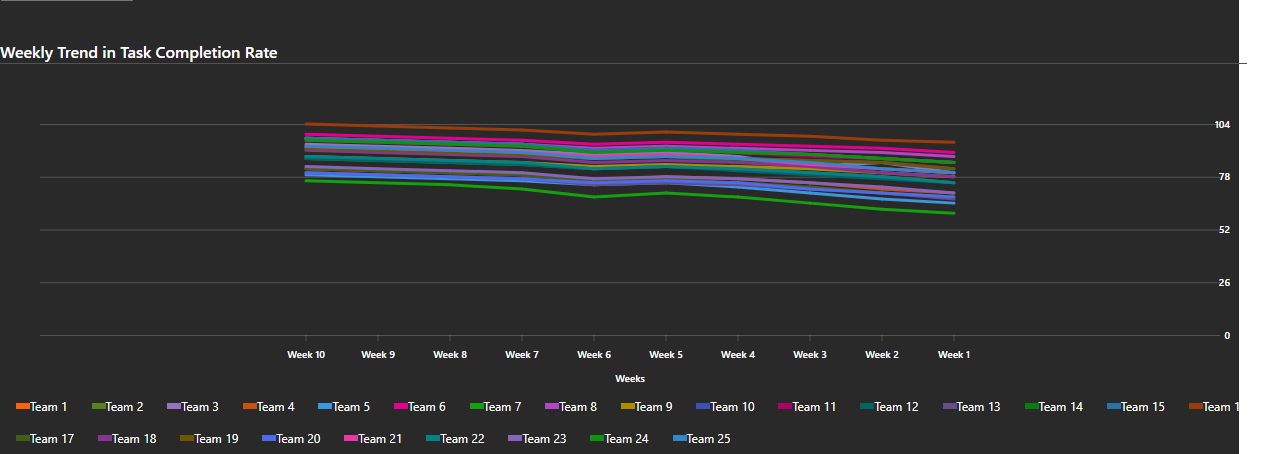 Weekly Trend in Task Completion Rate
104
78
52
26
0
Week 10 Week 9 Week 8 Week 7 Week 6 Week 5 Week 4 Week 3 Week 2 Week 1
Weeks
Team 1 Team 2 Team 3 Team 4 Team 5 Team 6 Team 7 Team 8 Team 9 Team 10 Team 11 Team 12 Team 13 Team 14 Team 15 Team 1
Team 17 Team 18 Team 19 Team 20 Team 21 Team 22 Team 23 Team 24 Team 25